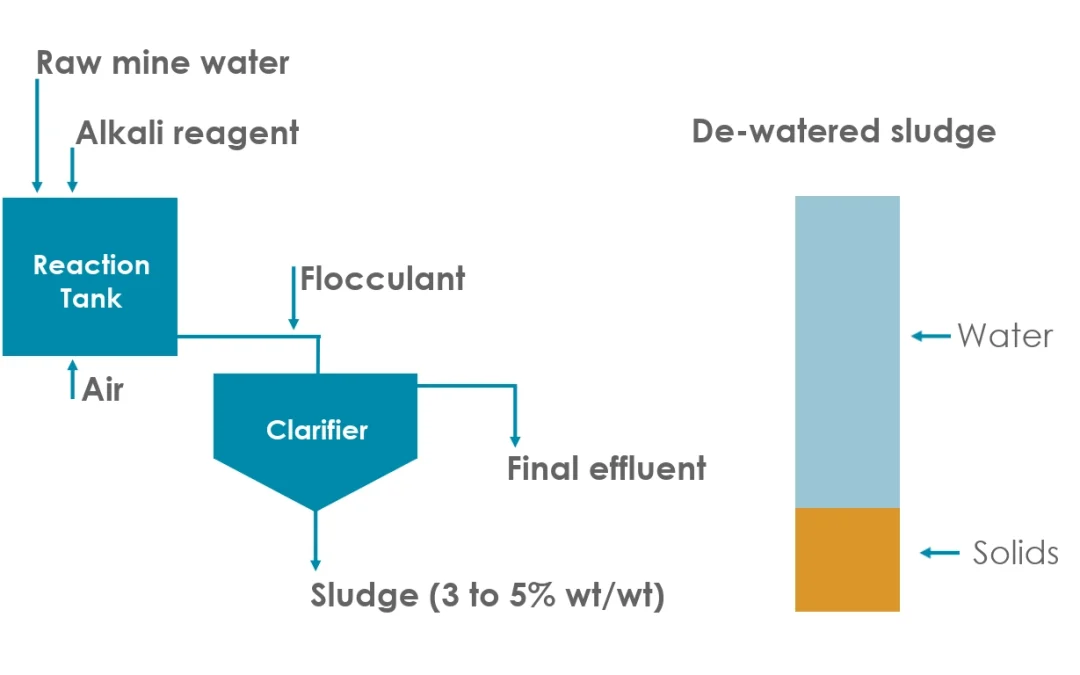 Raw mine water
Alkali reagent
De-watered sludge
Reaction
Tank
Flocculant
Water
Air
Clarifier
Final effluent
Solids
Sludge (3 to 5% wt/wt)